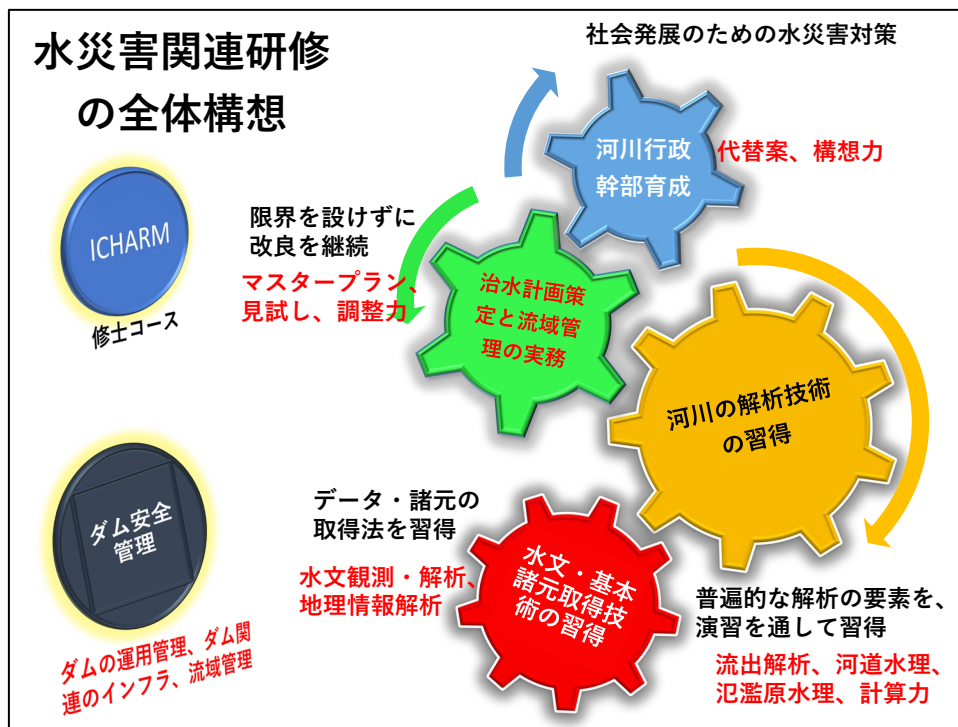 水災害関連研修
の全体構想
社会発展のための水災害対策
河川行政
幹部育成
代替案、構想力
ICHARM
修士コース
限界を設けずに
改良を継続
マスタープラン、
見試し、調整力
治水計画策
定と流域管
理の実務
河川の解析技術
の習得
ダム安全
管理
ダムの運用管理、ダム関
連のインフラ、流域管理
データ・諸元の
取得法を習得
水文観測・解析、
地理情報解析
水文・基本
諸元取得技
術の習得
普遍的な解析の要素を、
演習を通して習得
流出解析、河道水理、
氾濫原水理、計算力